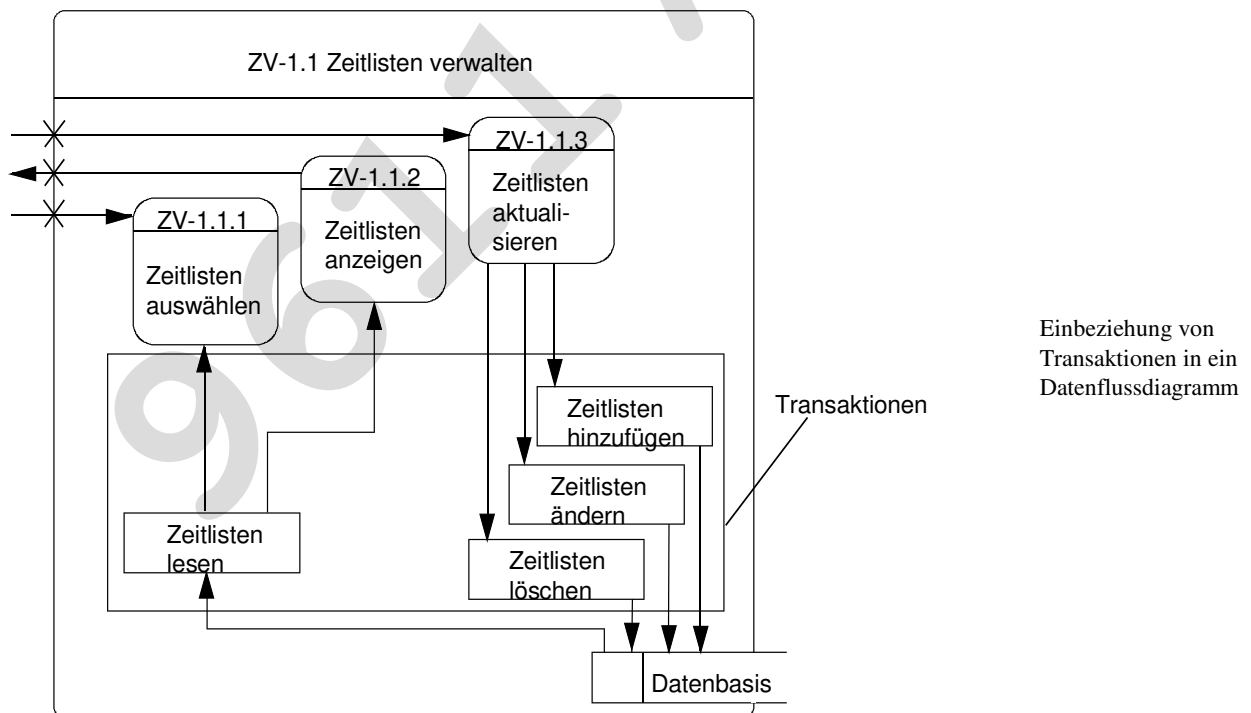 ZV-1.1 Zeitlisten verwalten
ZV-1.1.3
Zeitlisten
aktuali-
sieren
ZV-1.1.2
Zeitlisten
anzeigen
ZV-1.1.1
Zeitlisten
auswählen
Einbeziehung von
Transaktionen in ein
Datenflussdiagramm
Transaktionen
Zeitlisten
hinzufügen
Zeitlisten
ändern
Zeitlisten
lesen
Zeitlisten
löschen
Datenbasis
9611